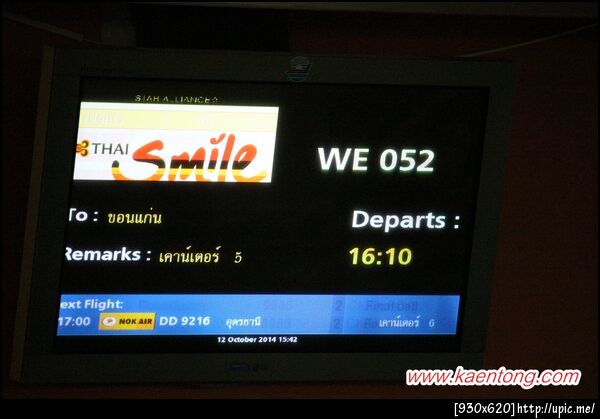 STAR ALLIANCE
THAI Smile
WE 052
To : ขอนแก่น
Departs :
Remarks : เคาน์เตอร์ 5
16:10
ext Flight:
17:00 NOK AIR DD 9216 อุดรธานี เคาน์เตอร์ 6
12 October 2014 15:42
www.kaentong.com
[930x620]http://upic.me/